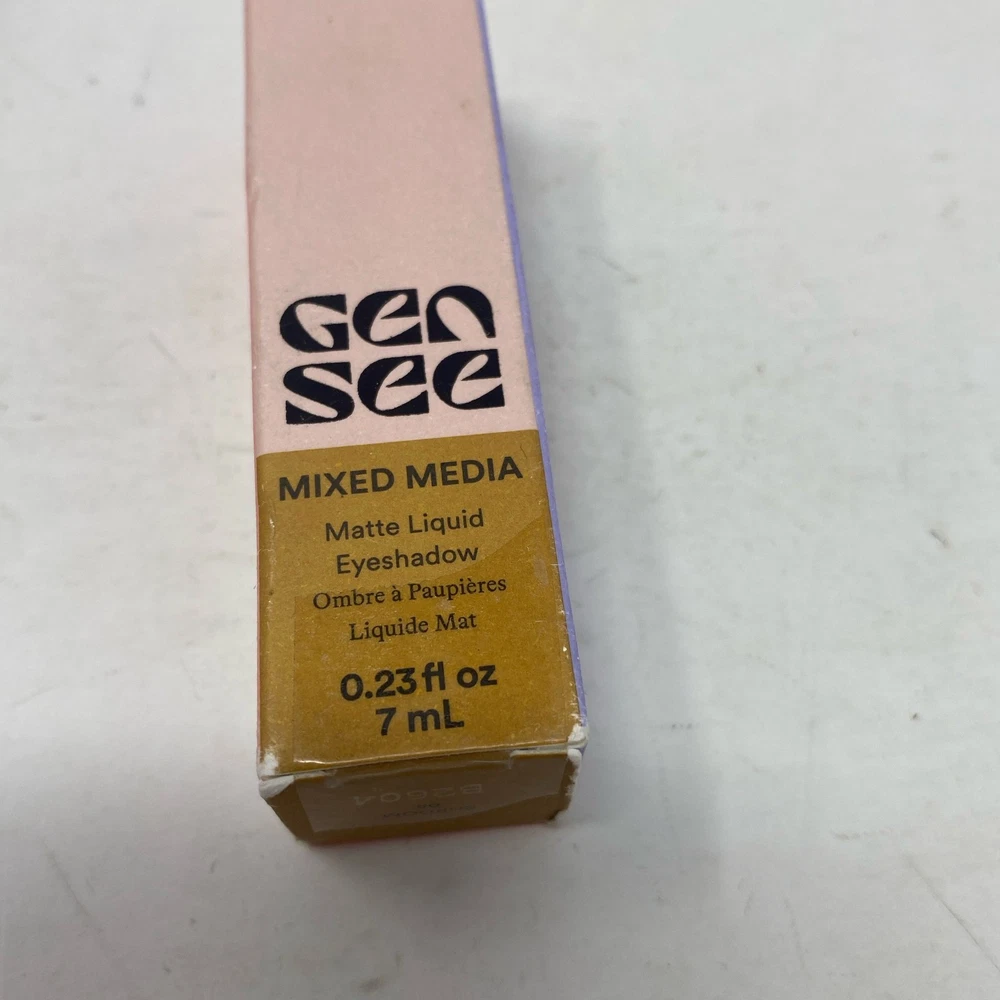 GEN
SEE
MIXED MEDIA
Matte Liquid
Eyeshadow
Ombre à Paupières
Liquide Mat
0.23 fl oz
7 mL